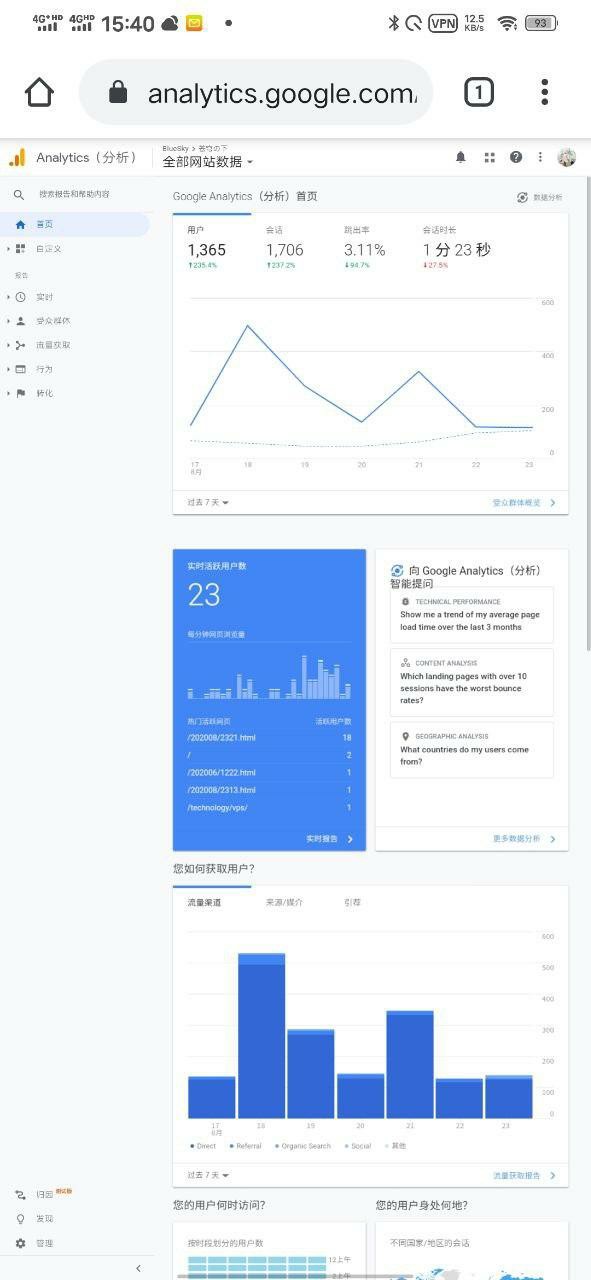 4G+HD 4GHD 15:40 VPN 12.5 KB/s 93
analytics.google.com/ 1
Analytics（分析） BlueSky > 苍穹の下
全部网站数据
搜索报告和帮助内容
首页
自定义
报告
实时
受众群体
流量获取
行为
转化
归因 测试版
发现
管理
Google Analytics（分析）首页 数据分析
用户 会话 跳出率 会话时长
1,365 1,706 3.11% 1 分 23 秒
↑235.4% ↑237.2% ↓94.7% ↓27.5%
600
400
200
0
17 18 19 20 21 22 23
8月
过去 7 天 受众群体概览
实时活跃用户数
23
每分钟网页浏览量
热门活跃网页 活跃用户数
/202008/2321.html 18
/ 2
/202006/1222.html 1
/202008/2313.html 1
/technology/vps/ 1
实时报告
向 Google Analytics（分析）
智能提问
TECHNICAL PERFORMANCE
Show me a trend of my average page
load time over the last 3 months
CONTENT ANALYSIS
Which landing pages with over 10
sessions have the worst bounce
rates?
GEOGRAPHIC ANALYSIS
What countries do my users come
from?
更多数据分析
您如何获取用户？
流量渠道 来源/媒介 引荐
600
500
400
300
200
100
0
17 18 19 20 21 22 23
8月
Direct Referral Organic Search Social 其他
过去 7 天 流量获取报告
您的用户何时访问？ 您的用户身处何地？
按时段划分的用户数 不同国家/地区的会话
12上午
2上午